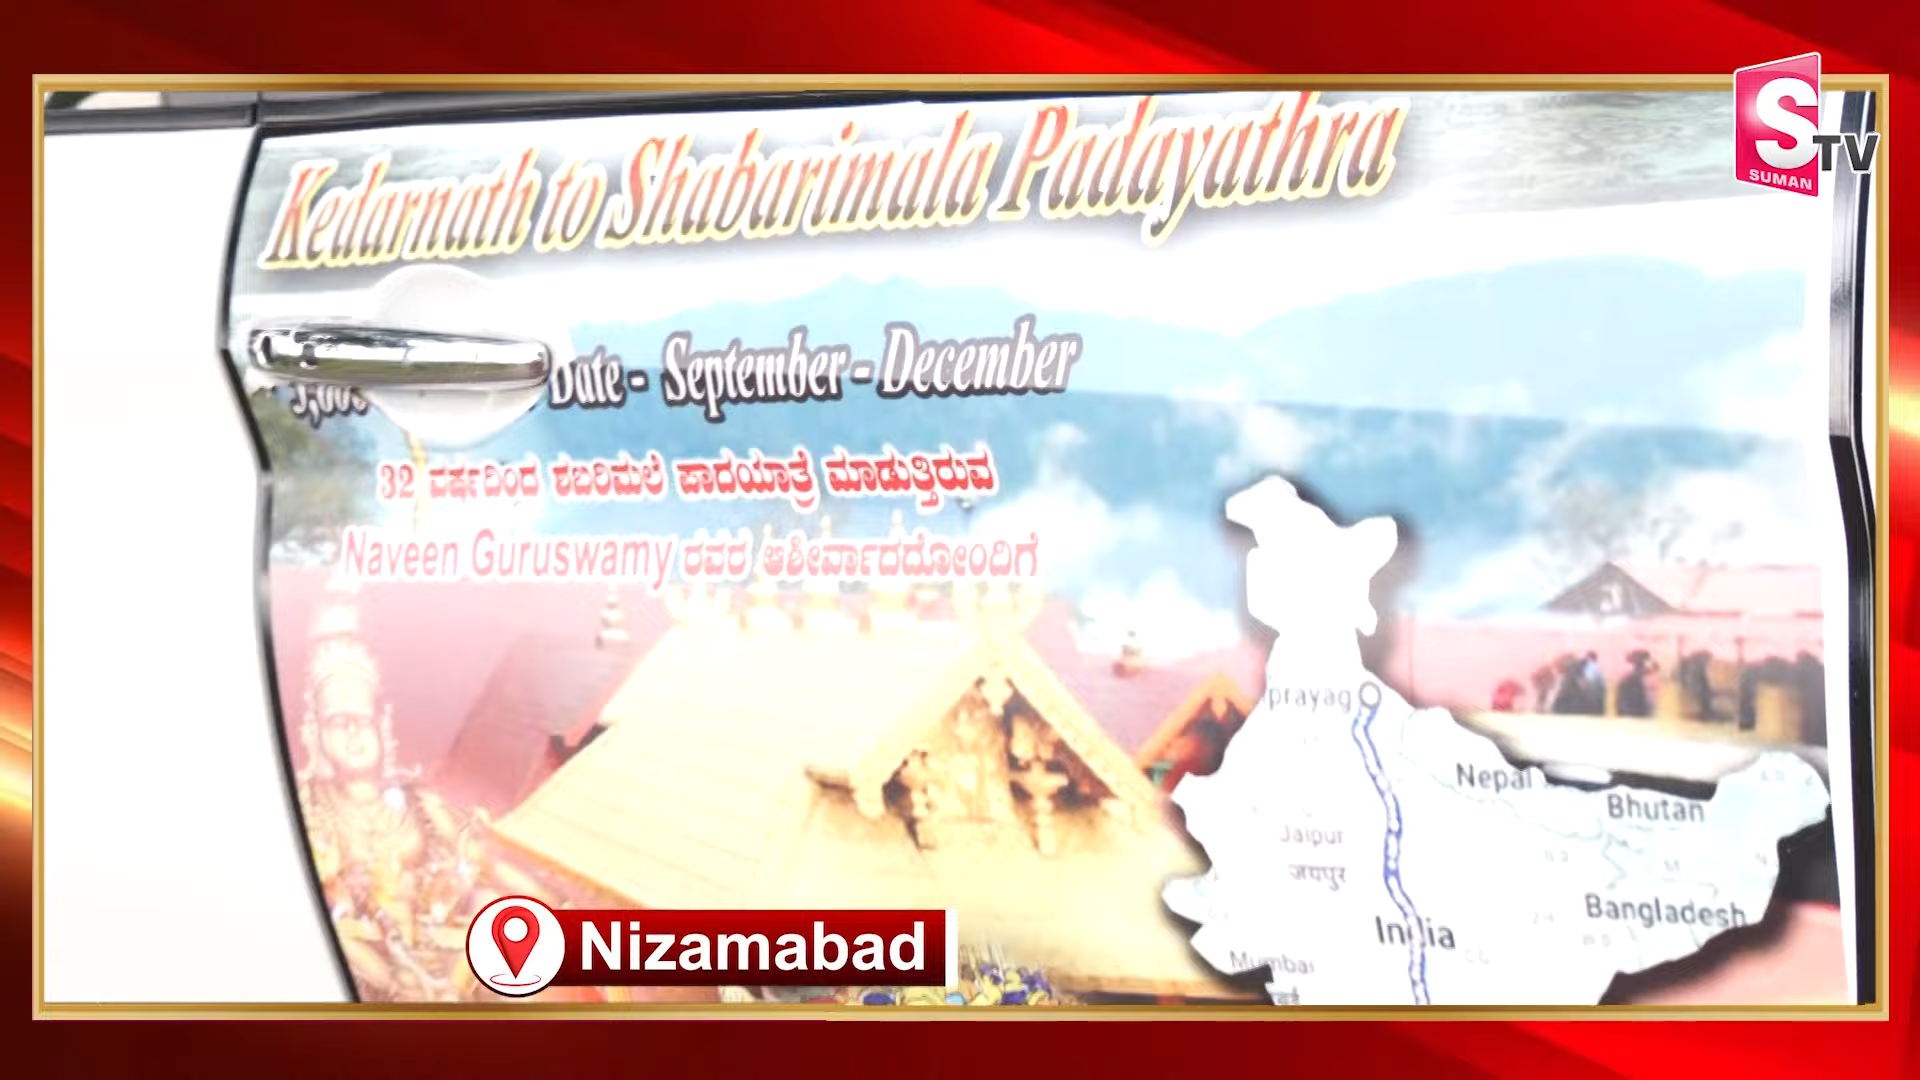 Kedarnath to Shabarimala Padayathra
Date - September - December
32 ವರ್ಷದಿಂದ ಶಬರಿಮಲೆ ಪಾದಯಾತ್ರೆ ಮಾಡುತ್ತಿರುವ
Naveen Guruswamy ರವರ ಆಶೀರ್ವಾದದೋಂದಿಗೆ
Nepal
Bhutan
Jaipur
जयपुर
Bangladesh
India
Mumbai
Nizamabad
S TV
SUMAN